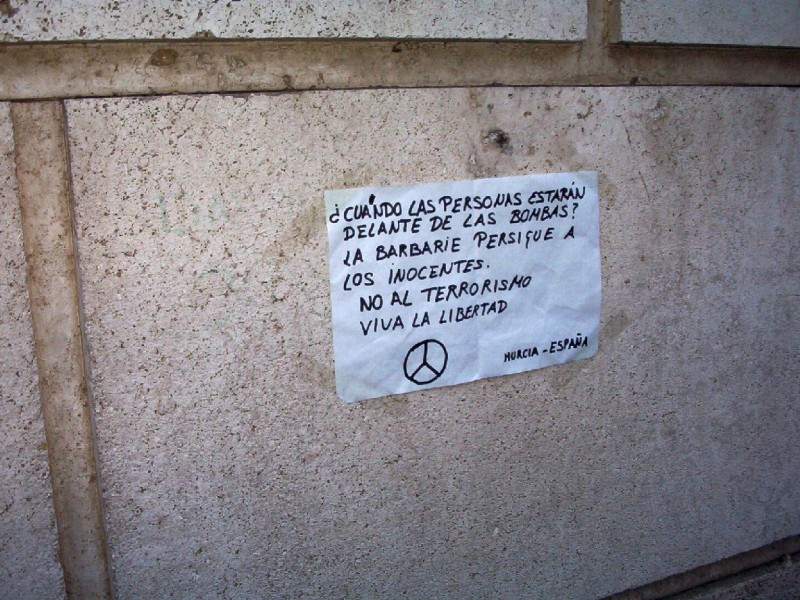 ¿CUÁNDO LAS PERSONAS ESTARÁN
DELANTE DE LAS BOMBAS?
LA BARBARIE PERSIGUE A
LOS INOCENTES.
NO AL TERRORISMO
VIVA LA LIBERTAD
MURCIA - ESPAÑA